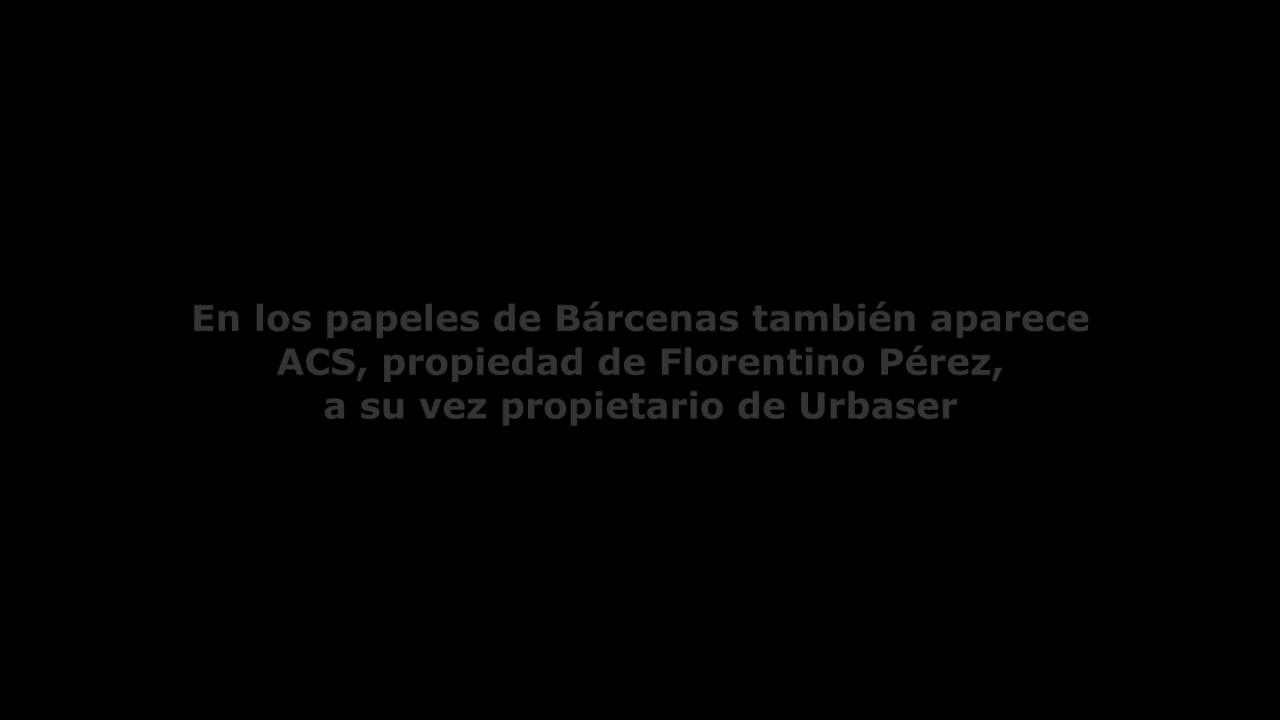 En los papeles de Bárcenas también aparece
ACS, propiedad de Florentino Pérez,
a su vez propietario de Urbaser